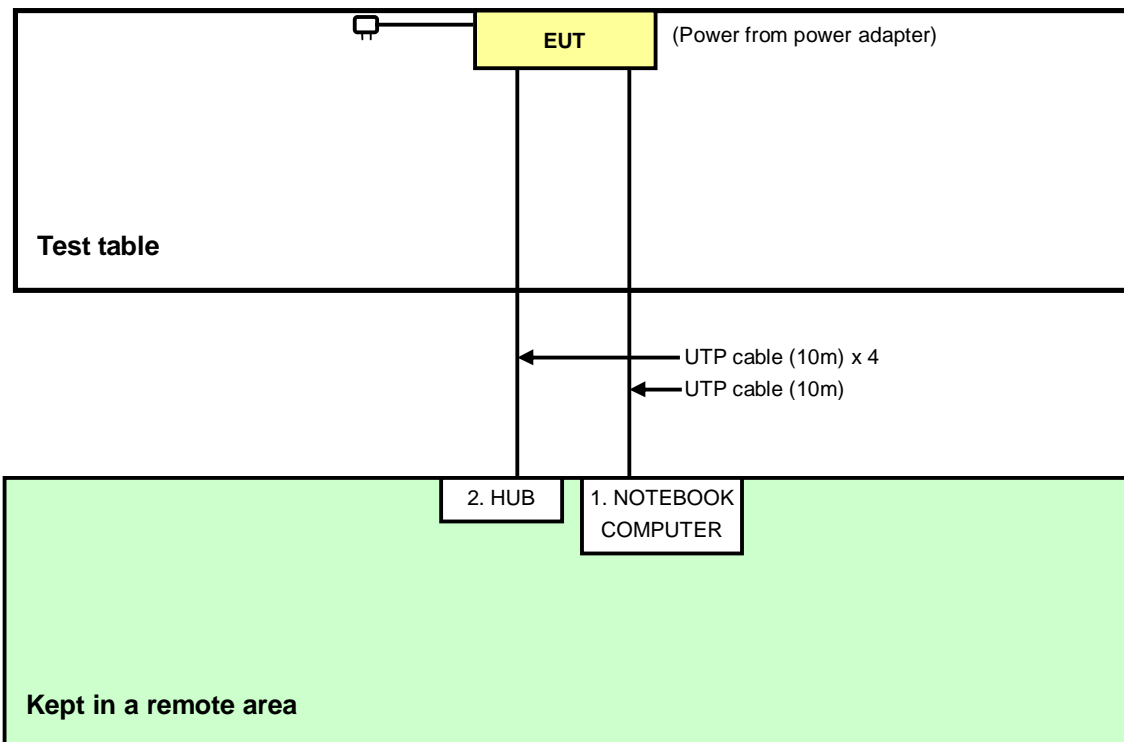 EUT
(Power from power adapter)
Test table
UTP cable (10m) x 4
UTP cable (10m)
2. HUB
1. NOTEBOOK
COMPUTER
Kept in a remote area